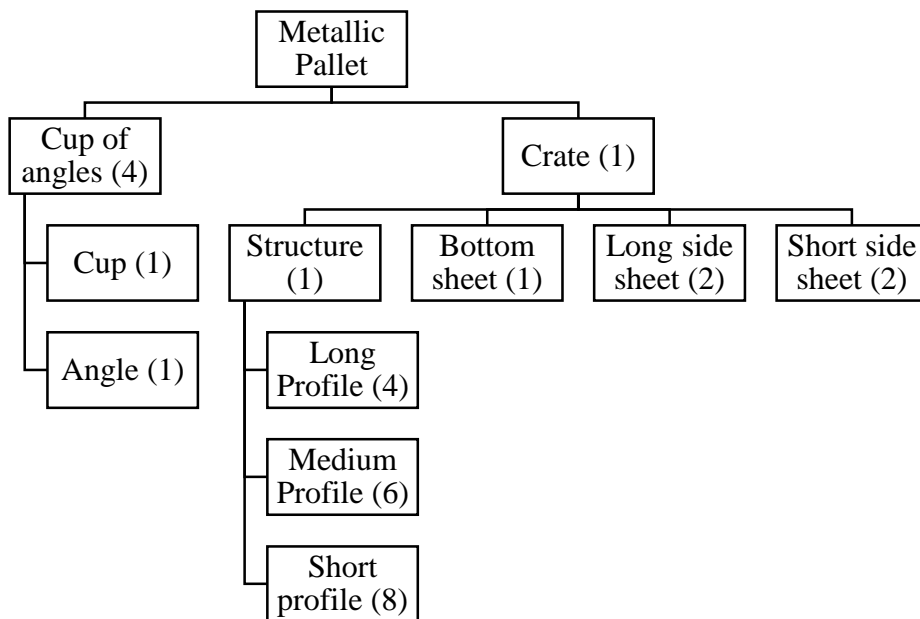 Metallic
Pallet
Cup of
angles (4)
Crate (1)
Cup (1)
Angle (1)
Structure
(1)
Bottom
sheet (1)
Long side
sheet (2)
Short side
sheet (2)
Long
Profile (4)
Medium
Profile (6)
Short
profile (8)